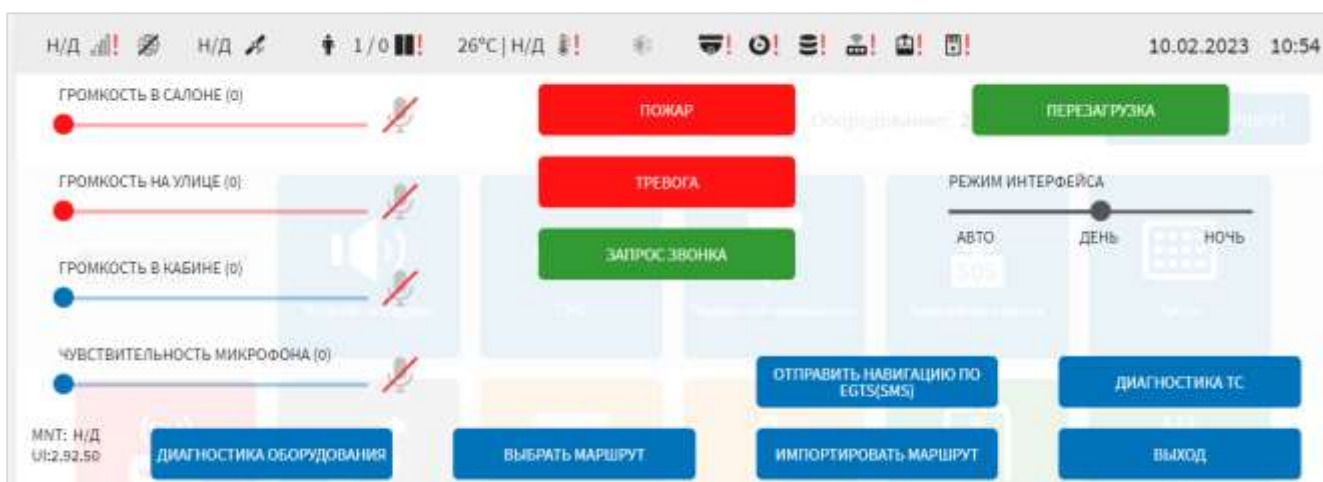 Н/Д ! Н/Д 1 / 0 ! 26°C | Н/Д ! ! ! ! ! ! ! 10.02.2023 10:54
ГРОМКОСТЬ В САЛОНЕ (0)
ПОЖАР
ПЕРЕЗАГРУЗКА
ГРОМКОСТЬ НА УЛИЦЕ (0)
ТРЕВОГА
РЕЖИМ ИНТЕРФЕЙСА
АВТО ДЕНЬ НОЧЬ
ЗАПРОС ЗВОНКА
ГРОМКОСТЬ В КАБИНЕ (0)
SOS
ЧУВСТВИТЕЛЬНОСТЬ МИКРОФОНА (0)
ОТПРАВИТЬ НАВИГАЦИЮ ПО
EGTS(SMS)
ДИАГНОСТИКА ТС
MNT: Н/Д
UI:2.92.50
ДИАГНОСТИКА ОБОРУДОВАНИЯ
ВЫБРАТЬ МАРШРУТ
ИМПОРТИРОВАТЬ МАРШРУТ
ВЫХОД